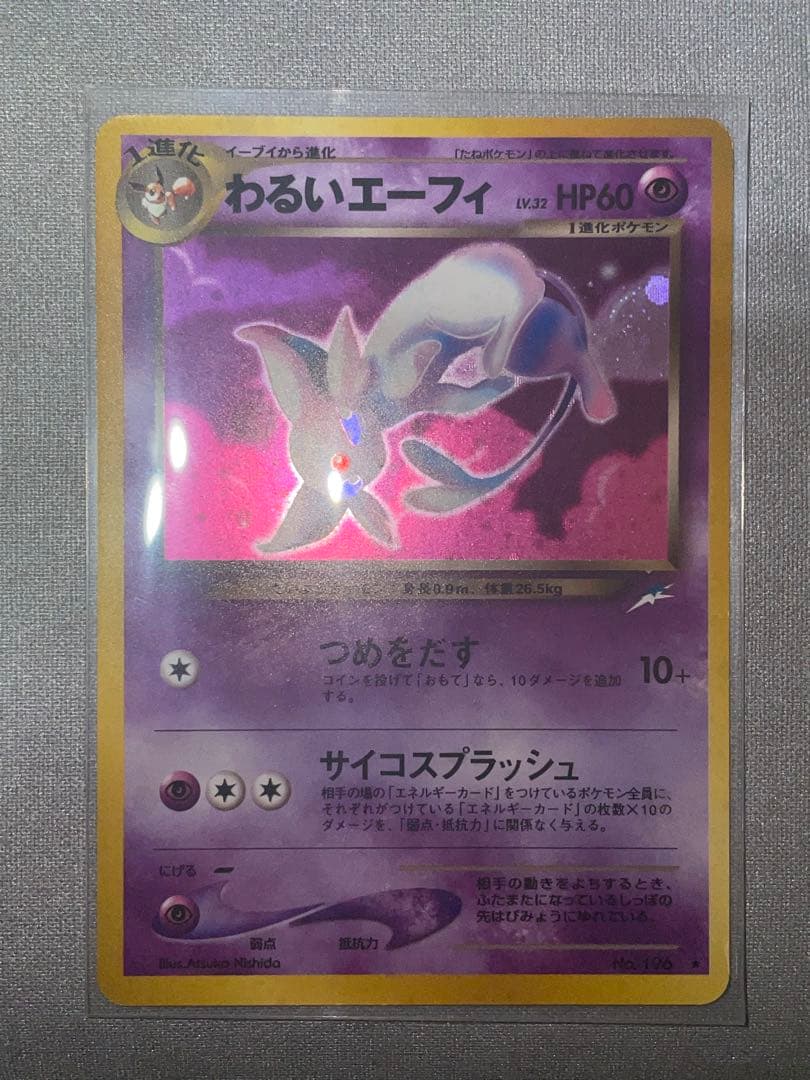 1進化
イーブイから進化
「たねポケモン」の上に重ねて進化させます。
わるいエーフィ
LV.32
HP60
1進化ポケモン
身長0.9m、体重26.5kg
つめをだす
10+
コインを投げて「おもて」なら、10ダメージを追加
する。
サイコスプラッシュ
相手の場の「エネルギーカード」をつけているポケモン全員に、
それぞれがつけている「エネルギーカード」の枚数×10の
ダメージを、「弱点・抵抗力」に関係なく与える。
にげる
弱点
抵抗力
相手の動きをよちするとき、
ふたまたになっているしっぽの
先はびみょうにゆれている。
Illus. Atsuko Nishida
No. 196 ★